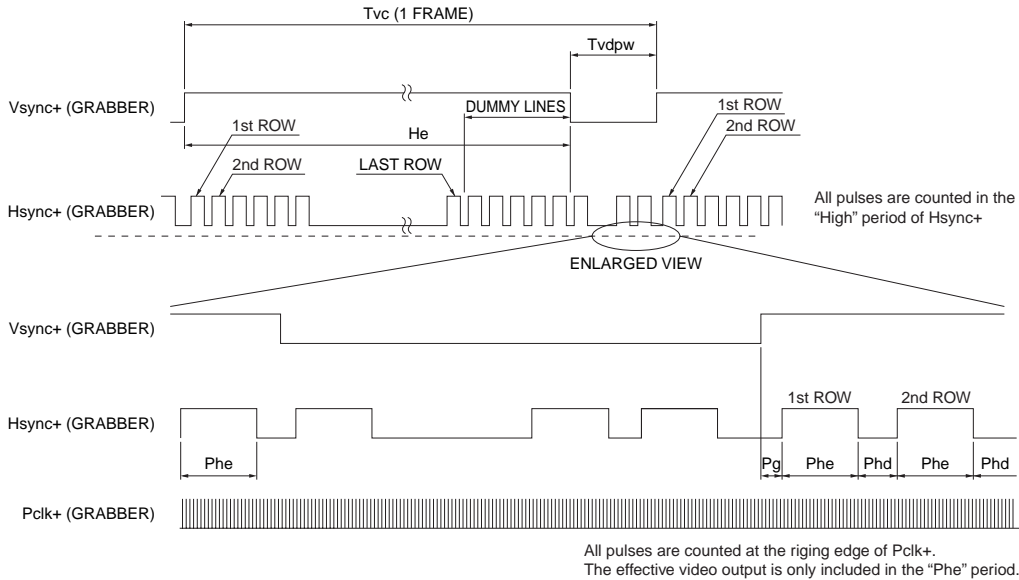 Tvc (1 FRAME)
Tvdpw
Vsync+ (GRABBER)
DUMMY LINES
1st ROW
1st ROW
2nd ROW
He
2nd ROW
LAST ROW
Hsync+ (GRABBER)
All pulses are counted in the
“High” period of Hsync+
ENLARGED VIEW
Vsync+ (GRABBER)
1st ROW
2nd ROW
Hsync+ (GRABBER)
Phe
Pg
Phe
Phd
Phe
Phd
Pclk+ (GRABBER)
All pulses are counted at the riging edge of Pclk+.
The effective video output is only included in the “Phe” period.